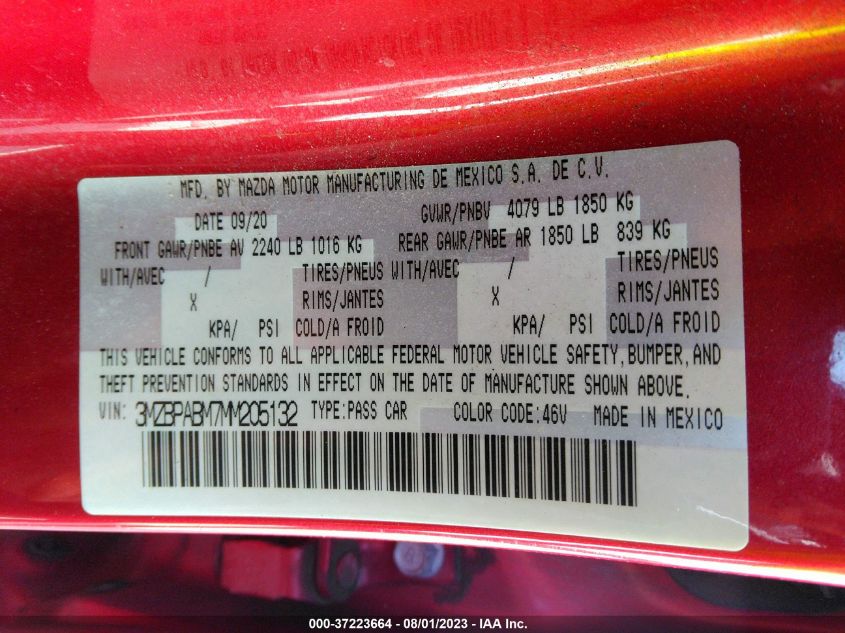 MFD. BY MAZDA MOTOR MANUFACTURING DE MEXICO S.A. DE C.V.
DATE 09/20 GVWR/PNBV 4079 LB 1850 KG
FRONT GAWR/PNBE AV 2240 LB 1016 KG REAR GAWR/PNBE AR 1850 LB 839 KG
WITH/AVEC / TIRES/PNEUS WITH/AVEC / TIRES/PNEUS
X RIMS/JANTES X RIMS/JANTES
KPA/ PSI COLD/A FROID KPA/ PSI COLD/A FROID
THIS VEHICLE CONFORMS TO ALL APPLICABLE FEDERAL MOTOR VEHICLE SAFETY, BUMPER, AND
THEFT PREVENTION STANDARDS IN EFFECT ON THE DATE OF MANUFACTURE SHOWN ABOVE.
VIN: 3MZBPABM7MM205132 TYPE:PASS CAR COLOR CODE:46V MADE IN MEXICO
000-37223664 - 08/01/2023 - IAA Inc.